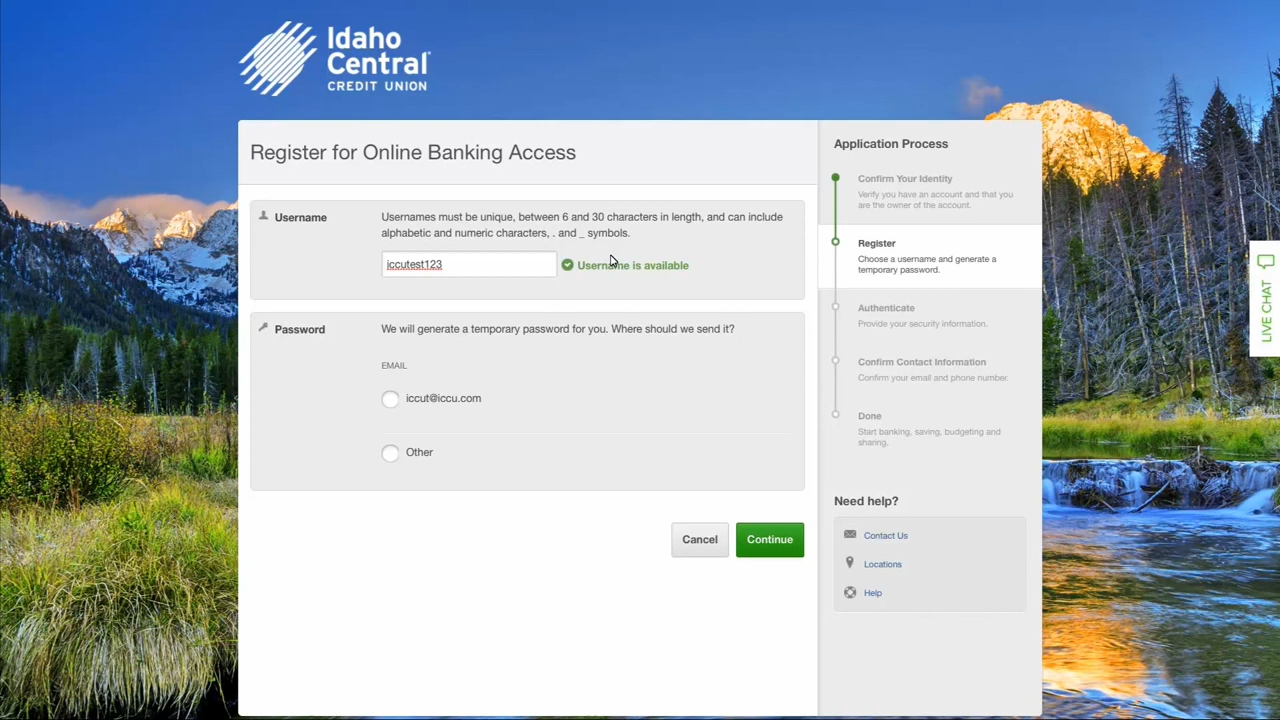 Idaho
Central
CREDIT UNION
Register for Online Banking Access
Username
Usernames must be unique, between 6 and 30 characters in length, and can include
alphabetic and numeric characters, . and _ symbols.
iccutest123
Username is available
Password
We will generate a temporary password for you. Where should we send it?
EMAIL
iccut@iccu.com
Other
Cancel
Continue
Application Process
Confirm Your Identity
Verify you have an account and that you
are the owner of the account.
Register
Choose a username and generate a
temporary password.
Authenticate
Provide your security information.
Confirm Contact Information
Confirm your email and phone number.
Done
Start banking, saving, budgeting and
sharing.
Need help?
Contact Us
Locations
Help
LIVE CHAT